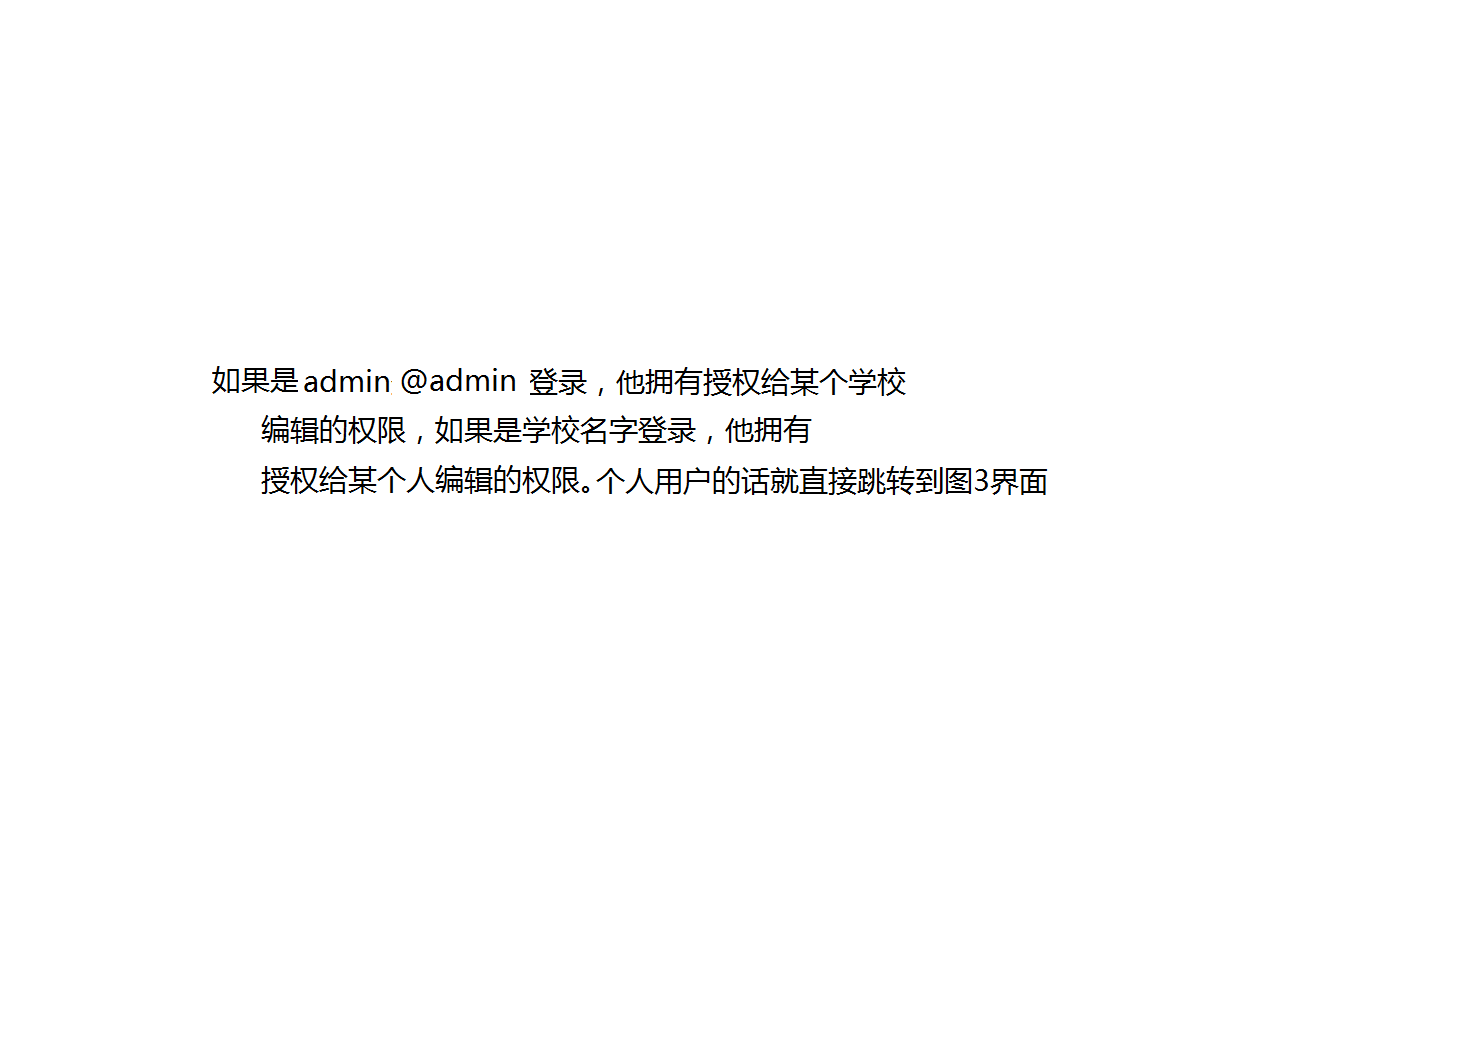 如果是admin @admin 登录，他拥有授权给某个学校
编辑的权限，如果是学校名字登录，他拥有
授权给某个人编辑的权限。个人用户的话就直接跳转到图3界面